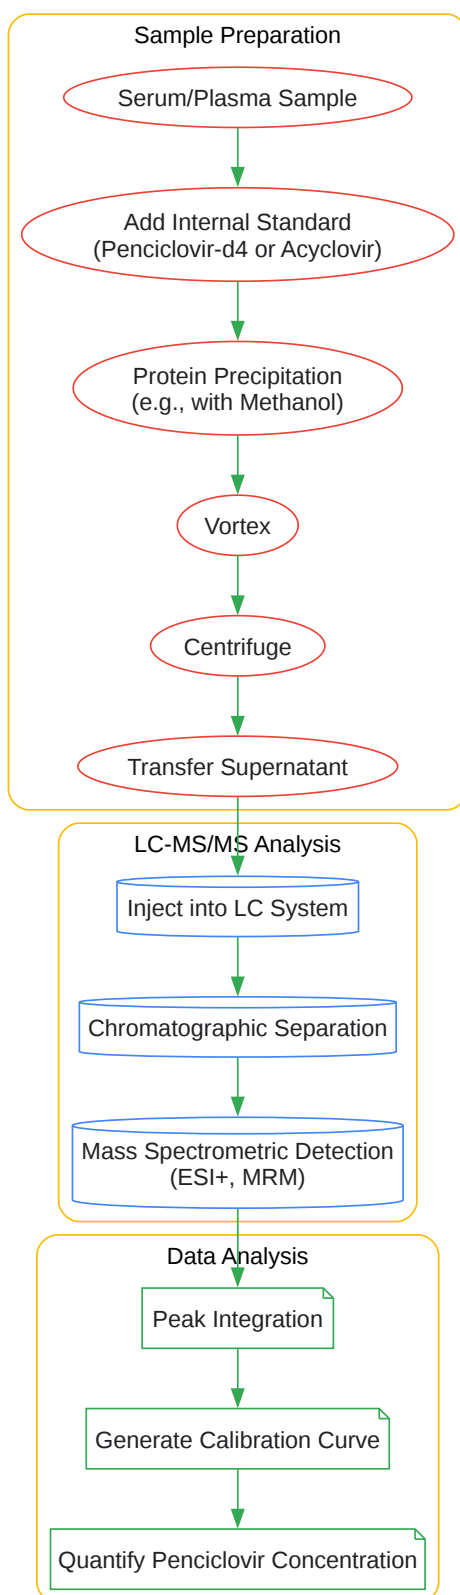 Sample Preparation
Serum/Plasma Sample
Add Internal Standard
(Penciclovir-d4 or Acyclovir)
Protein Precipitation
(e.g., with Methanol)
Vortex
Centrifuge
Transfer Supernatant
LC-MS/MS Analysis
Inject into LC System
Chromatographic Separation
Mass Spectrometric Detection
(ESI+, MRM)
Data Analysis
Peak Integration
Generate Calibration Curve
Quantify Penciclovir Concentration